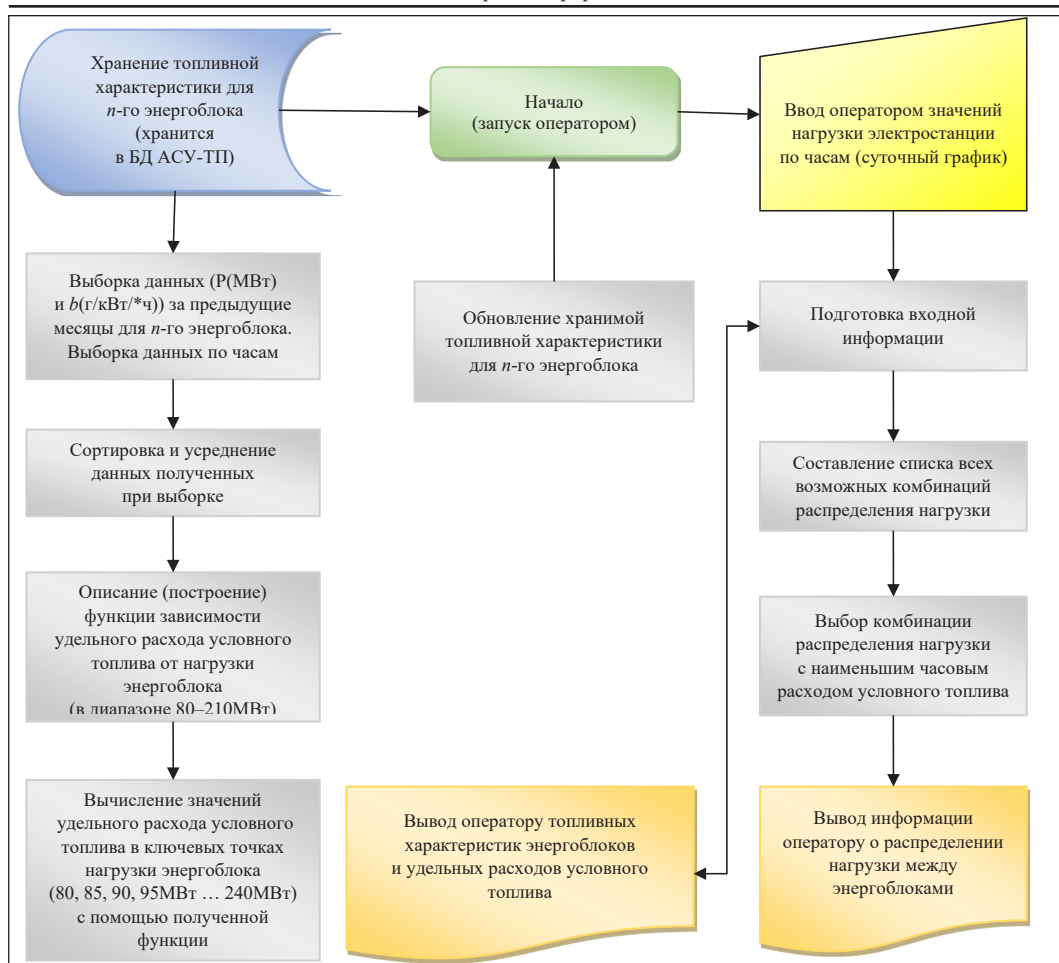 Хранение топливной
характеристики для
n-го энергоблока
(хранится
в БД АСУ-ТП)
Начало
(запуск оператором)
Ввод оператором значений
нагрузки электростанции
по часам (суточный график)
Выборка данных (P(МВт)
и b(г/кВт/*ч)) за предыдущие
месяцы для n-го энергоблока.
Выборка данных по часам
Обновление хранимой
топливной характеристики
для n-го энергоблока
Подготовка входной
информации
Сортировка и усреднение
данных полученных
при выборке
Составление списка всех
возможных комбинаций
распределения нагрузки
Описание (построение)
функции зависимости
удельного расхода условного
топлива от нагрузки
энергоблока
(в диапазоне 80–210МВт)
Выбор комбинации
распределения нагрузки
с наименьшим часовым
расходом условного топлива
Вычисление значений
удельного расхода условного
топлива в ключевых точках
нагрузки энергоблока
(80, 85, 90, 95МВт … 240МВт)
с помощью полученной
функции
Вывод оператору топливных
характеристик энергоблоков
и удельных расходов условного
топлива
Вывод информации
оператору о распределении
нагрузки между
энергоблоками